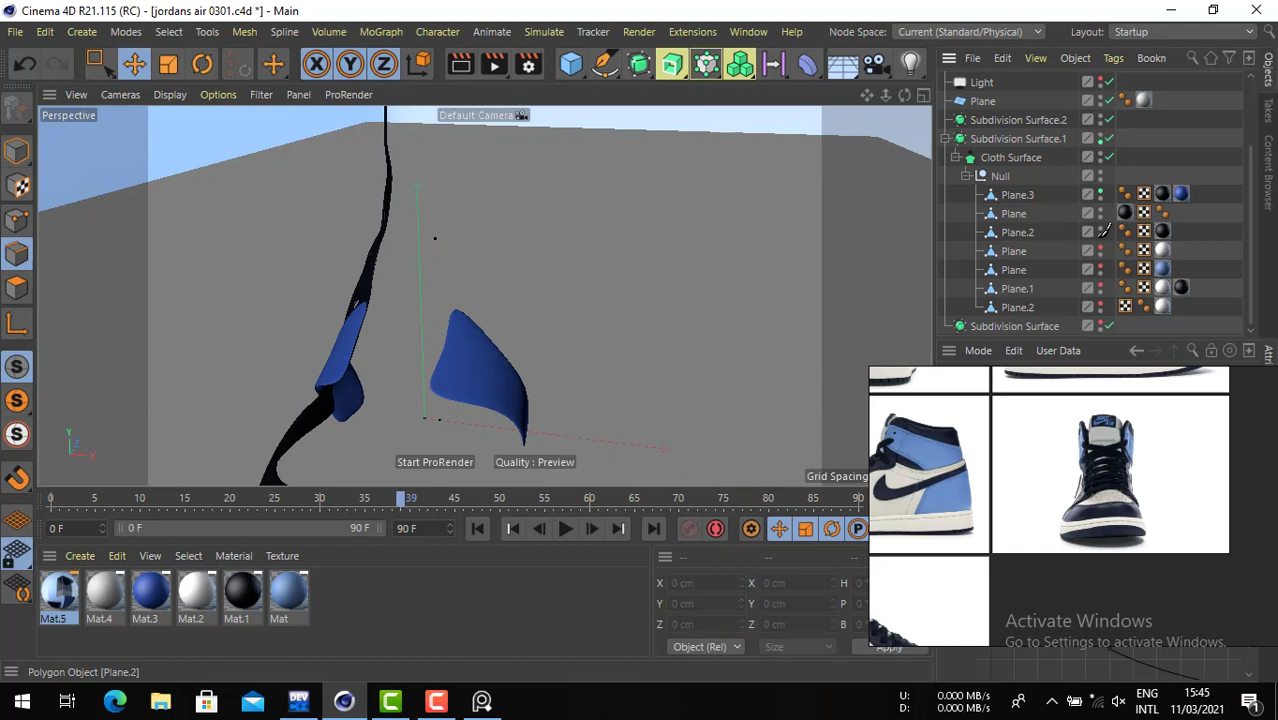 Cinema 4D R21.115 (RC) - [jordans air 0301.c4d *] - Main
File Edit Create Modes Select Tools Mesh Spline Volume MoGraph Character Animate Simulate Tracker Render Extensions Window Help Node Space: Current (Standard/Physical) Layout: Startup
File Edit View Object Tags Bookn
View Cameras Display Options Filter Panel ProRender
Perspective
Default Camera
Light
Plane
Subdivision Surface.2
Subdivision Surface.1
Cloth Surface
Null
Plane.3
Plane
Plane.2
Plane
Plane
Plane.1
Plane.2
Subdivision Surface
Objects
Takes
Content Browser
Attri
Mode Edit User Data
Y
Z
X
Start ProRender Quality : Preview
Grid Spacing
0 5 10 15 20 25 30 35 39 45 50 55 60 65 70 75 80 85 90
0 F 0 F 90 F 90 F
Create Edit View Select Material Texture
Mat.5 Mat.4 Mat.3 Mat.2 Mat.1 Mat
-- --
X 0 cm X 0 cm H
Y 0 cm Y 0 cm P
Z 0 cm Z 0 cm B
Object (Rel) Size Apply
Activate Windows
Go to Settings to activate Windows.
Polygon Object [Plane.2]
U: 0.000 MB/s
D: 0.000 MB/s
ENG
INTL
15:45
11/03/2021